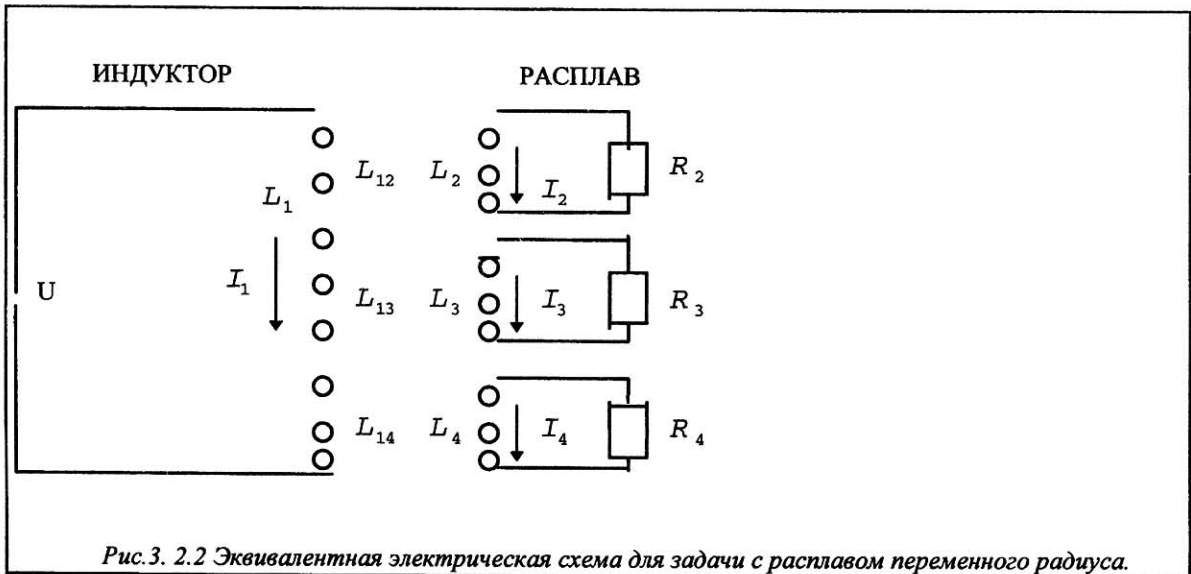 ИНДУКТОР РАСПЛАВ
L₁₂ L₂ I₂ R₂
L₁
U I₁ L₁₃ L₃ I₃ R₃
L₁₄ L₄ I₄ R₄
Рис.3. 2.2 Эквивалентная электрическая схема для задачи с расплавом переменного радиуса.